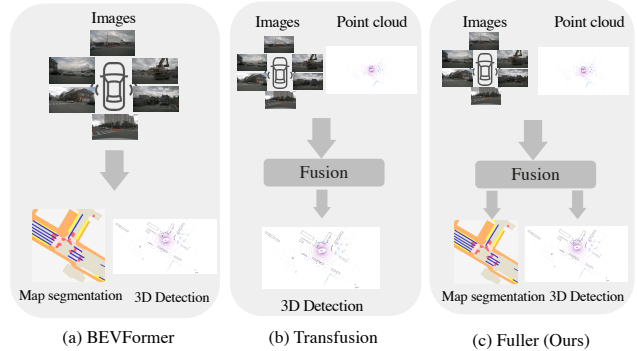 Images
Map segmentation
3D Detection
(a) BEVFormer
Images
Point cloud
Fusion
3D Detection
(b) Transfusion
Images
Point cloud
Fusion
Map segmentation
3D Detection
(c) Fuller (Ours)